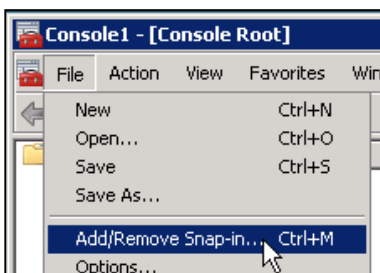 Console1 - [Console Root]
File Action View Favorites
New Ctrl+N
Open... Ctrl+O
Save Ctrl+S
Save As...
Add/Remove Snap-in... Ctrl+M
Options...